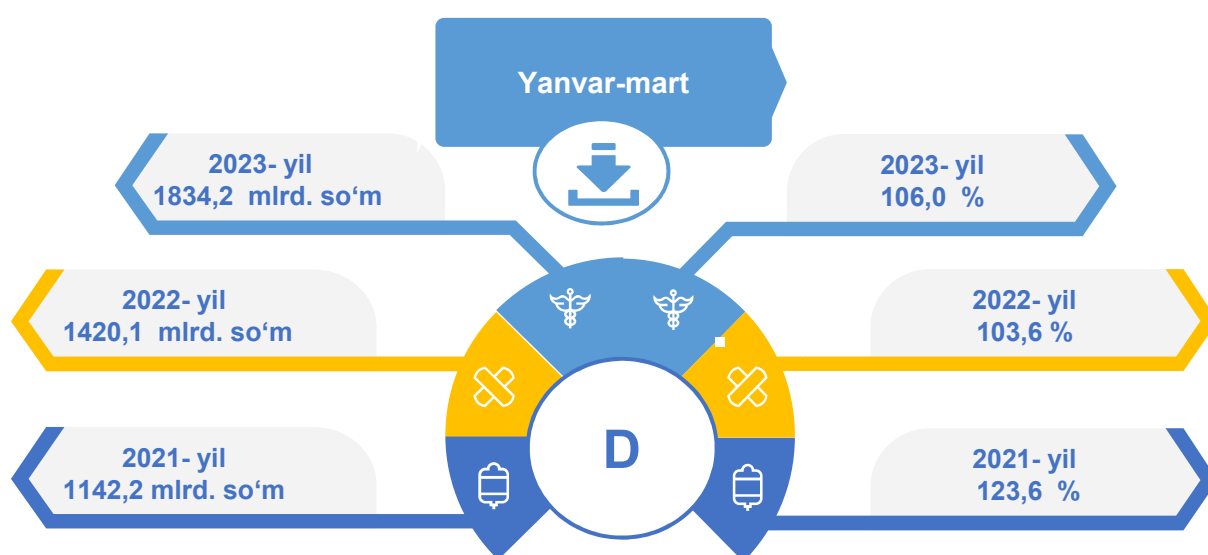 Yanvar-mart
2023- yil
1834,2 mlrd. so‘m
2023- yil
106,0 %
2022- yil
1420,1 mlrd. so‘m
2022- yil
103,6 %
2021- yil
1142,2 mlrd. so‘m
D
2021- yil
123,6 %